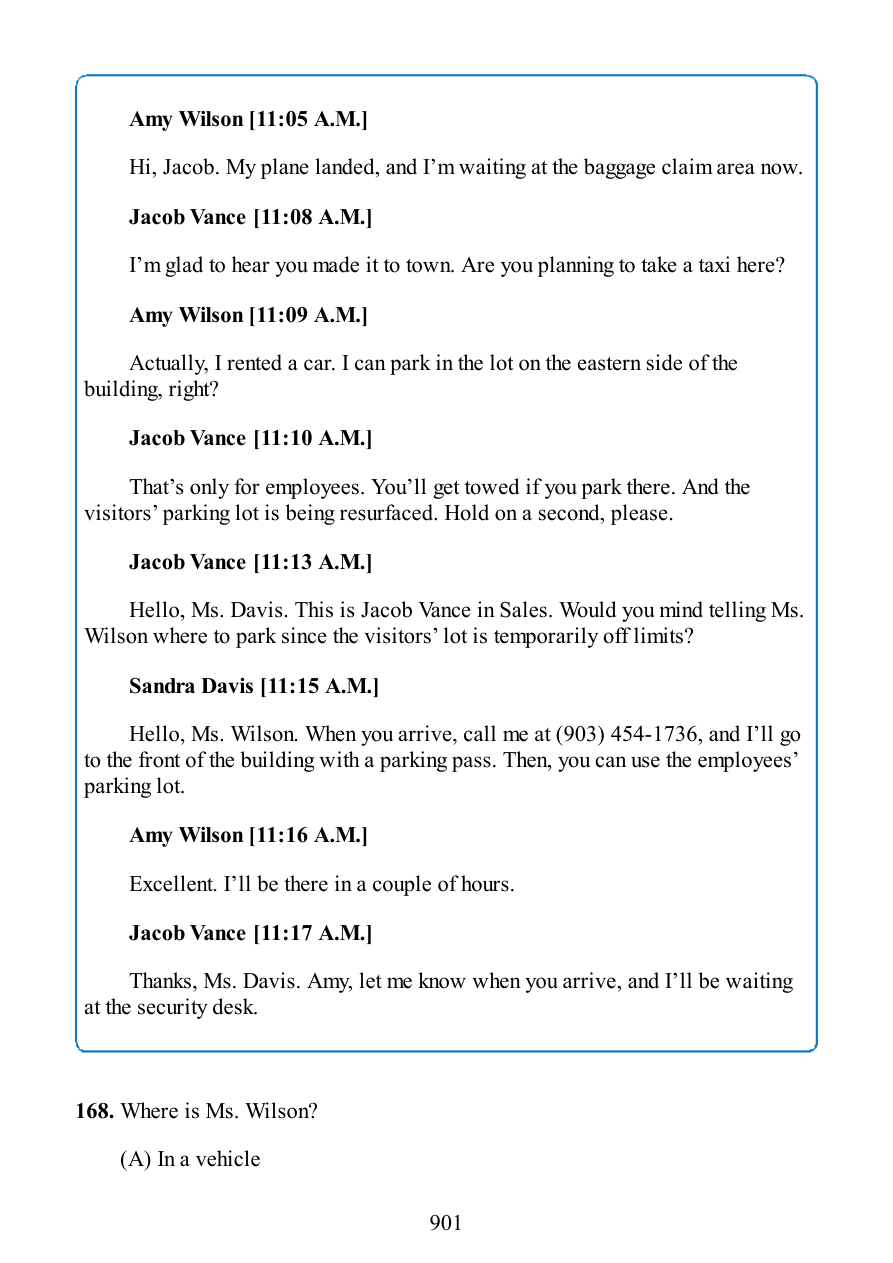 Amy Wilson [11:05 A.M.]
Hi, Jacob. My plane landed, and I’m waiting at the baggage claim area now.
Jacob Vance [11:08 A.M.]
I’m glad to hear you made it to town. Are you planning to take a taxi here?
Amy Wilson [11:09 A.M.]
Actually, I rented a car. I can park in the lot on the eastern side of the
building, right?
Jacob Vance [11:10 A.M.]
That’s only for employees. You’ll get towed if you park there. And the
visitors’ parking lot is being resurfaced. Hold on a second, please.
Jacob Vance [11:13 A.M.]
Hello, Ms. Davis. This is Jacob Vance in Sales. Would you mind telling Ms.
Wilson where to park since the visitors’ lot is temporarily off limits?
Sandra Davis [11:15 A.M.]
Hello, Ms. Wilson. When you arrive, call me at (903) 454-1736, and I’ll go
to the front of the building with a parking pass. Then, you can use the employees’
parking lot.
Amy Wilson [11:16 A.M.]
Excellent. I’ll be there in a couple of hours.
Jacob Vance [11:17 A.M.]
Thanks, Ms. Davis. Amy, let me know when you arrive, and I’ll be waiting
at the security desk.
168. Where is Ms. Wilson?
(A) In a vehicle
901